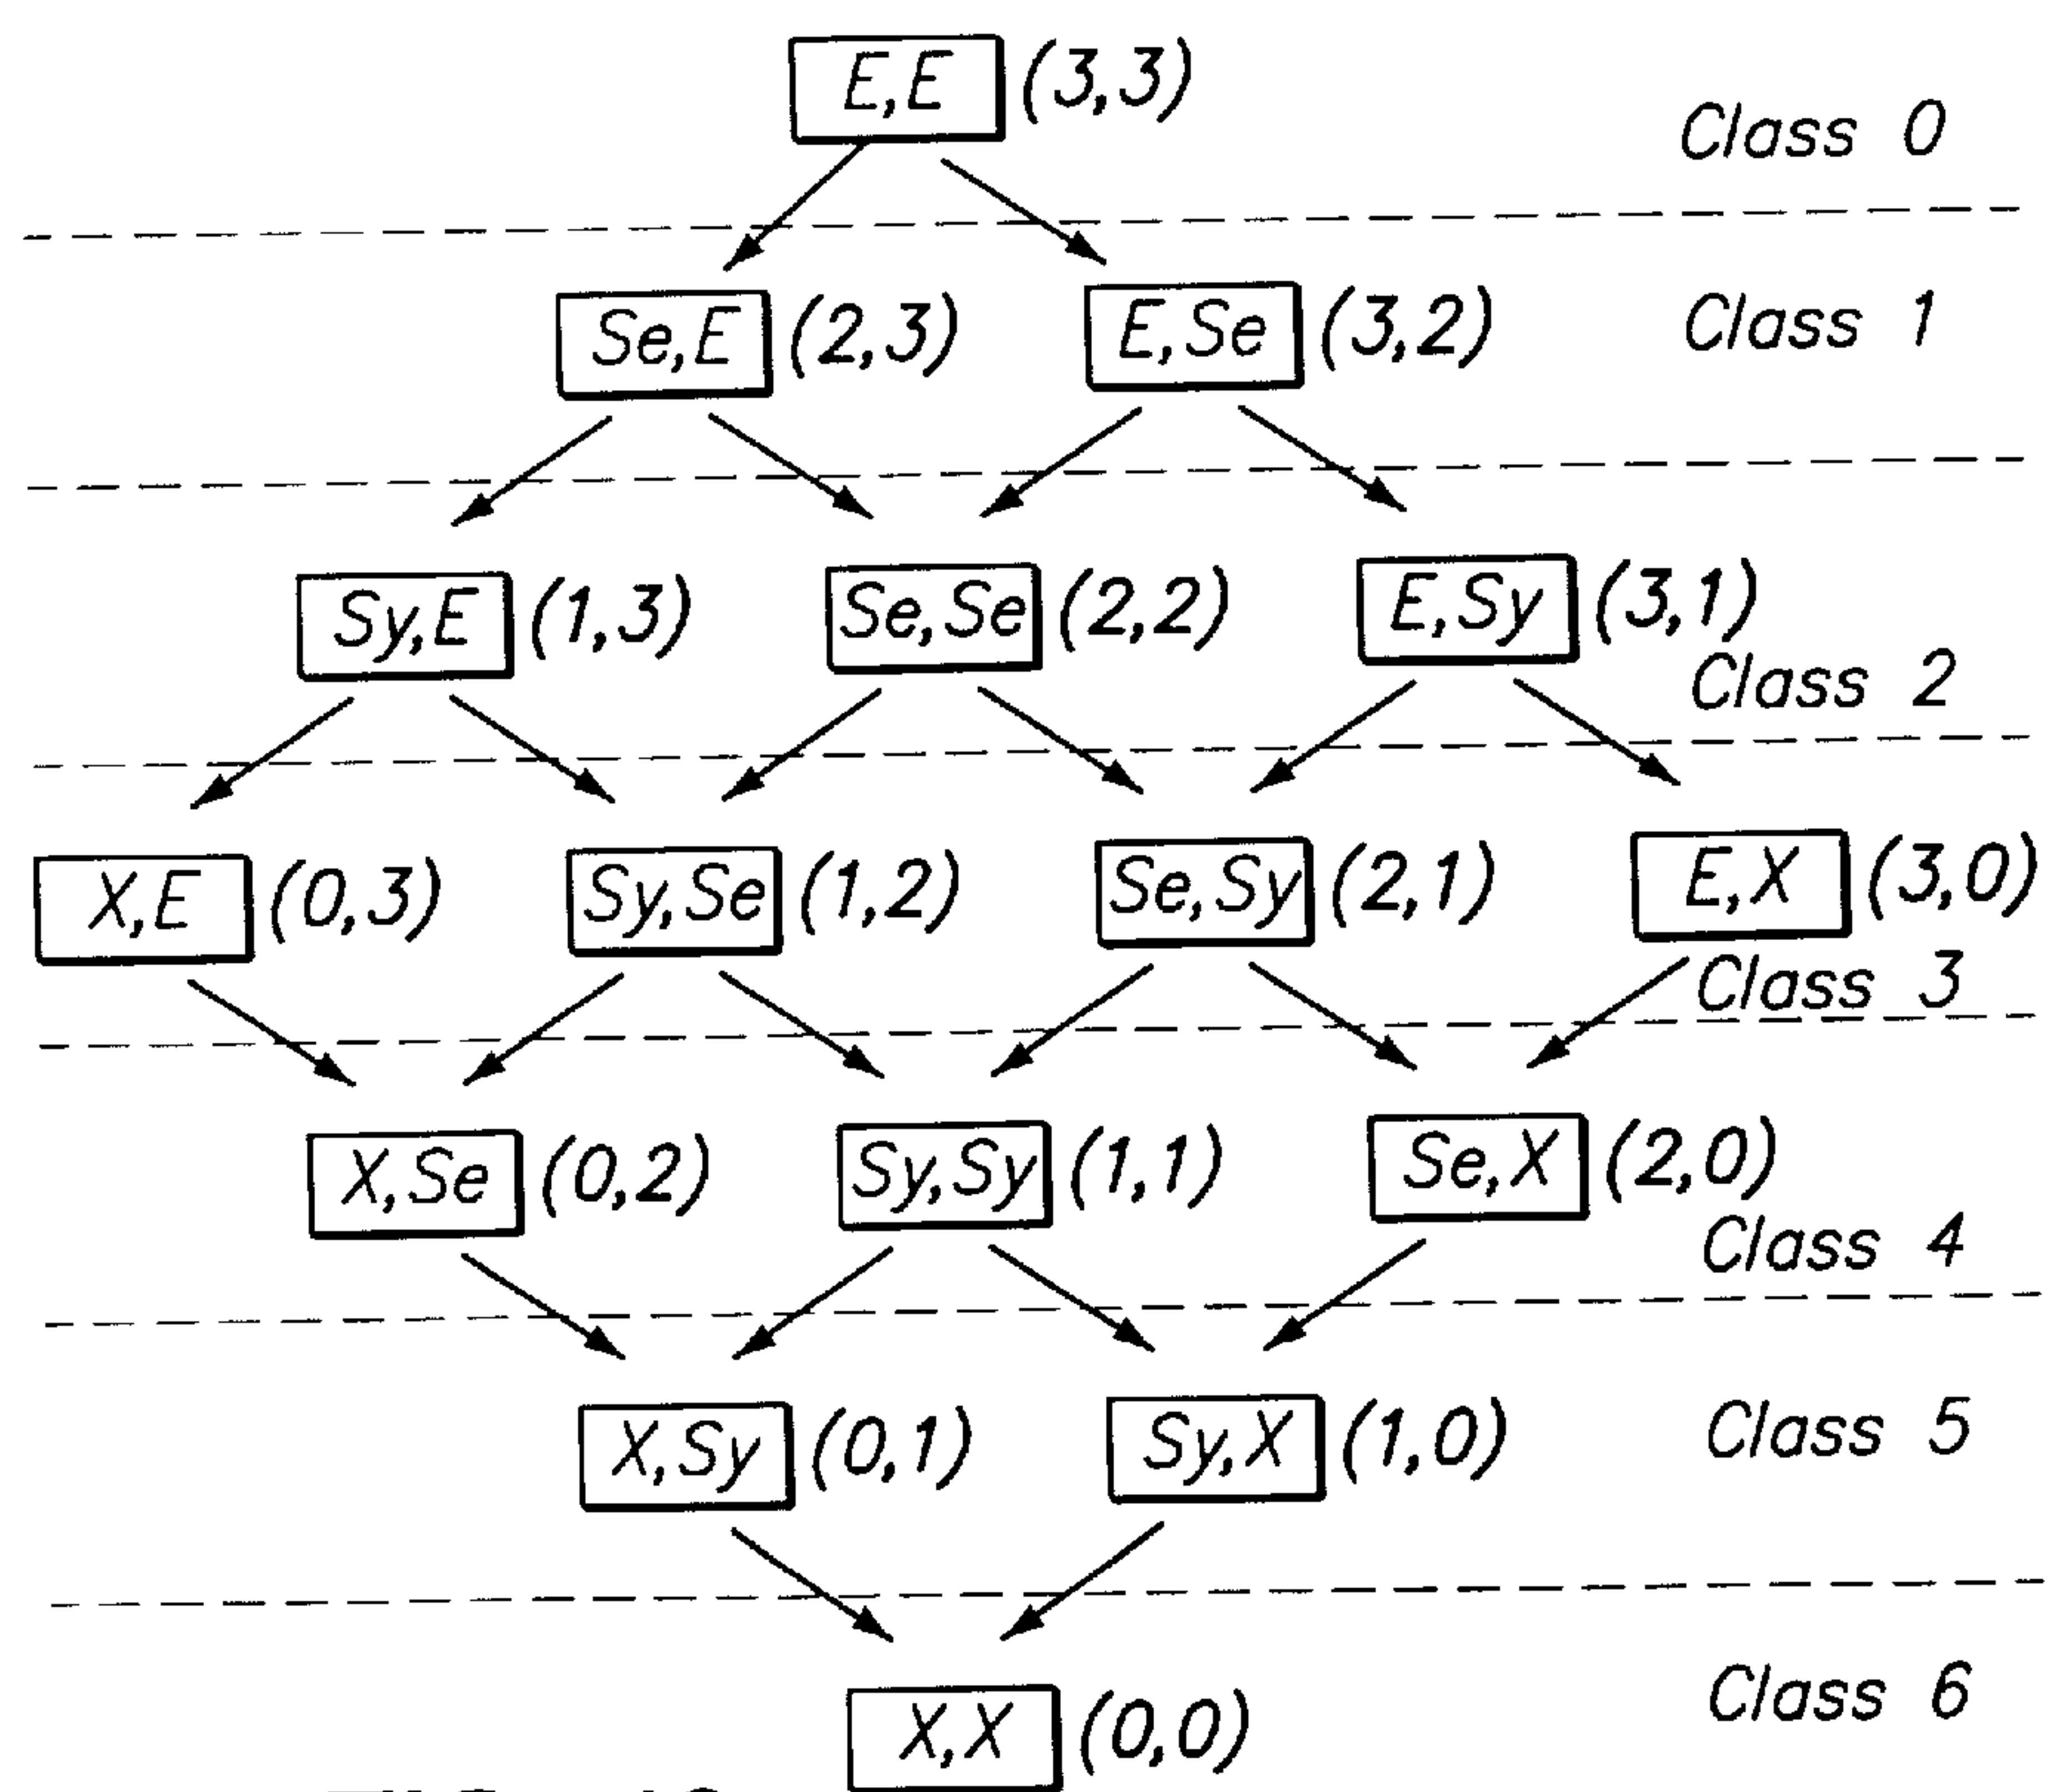 E,E (3,3)
Class 0
Se,E (2,3) E,Se (3,2) Class 1
Sy,E (1,3) Se,Se (2,2) E,Sy (3,1)
Class 2
X,E (0,3) Sy,Se (1,2) Se,Sy (2,1) E,X (3,0)
Class 3
X,Se (0,2) Sy,Sy (1,1) Se,X (2,0)
Class 4
X,Sy (0,1) Sy,X (1,0) Class 5
Class 6
X,X (0,0)